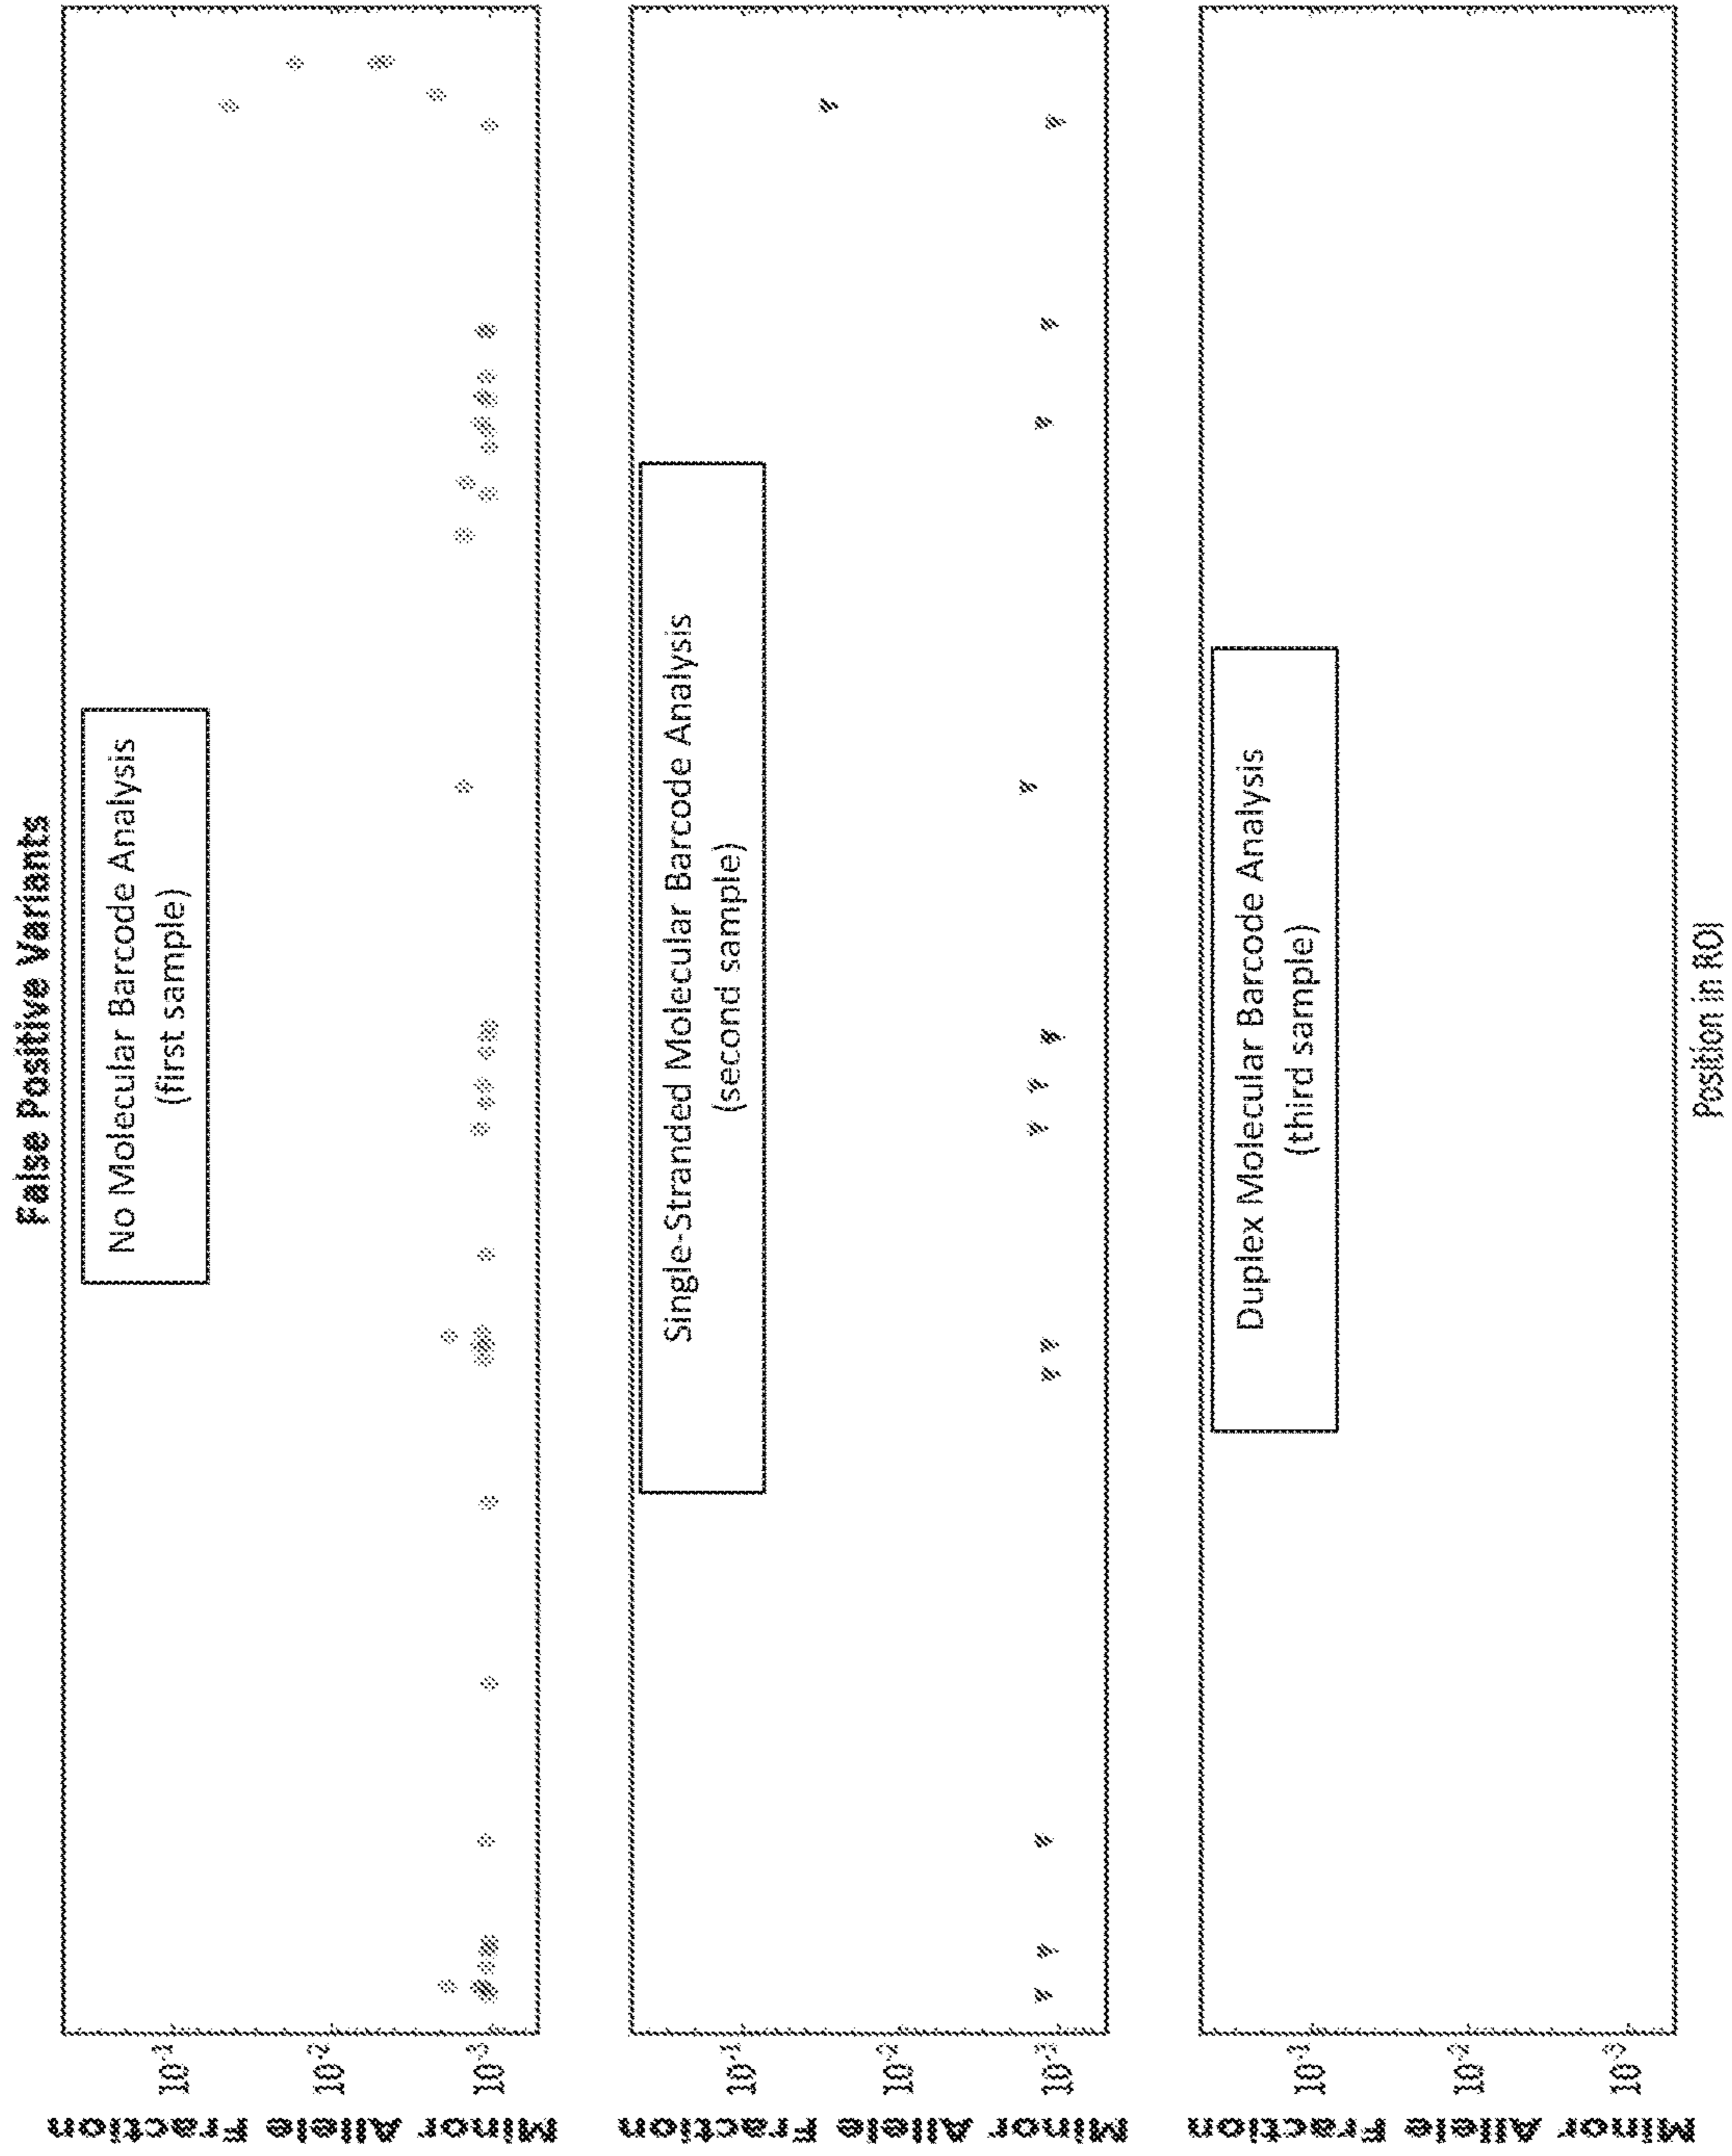 False Positive Variants
No Molecular Barcode Analysis
(first sample)
10-1
10-2
10-3
Minor Allele Fraction
Single-Stranded Molecular Barcode Analysis
(second sample)
10-1
10-2
10-3
Minor Allele Fraction
Duplex Molecular Barcode Analysis
(third sample)
10-1
10-2
10-3
Minor Allele Fraction
Position in ROI